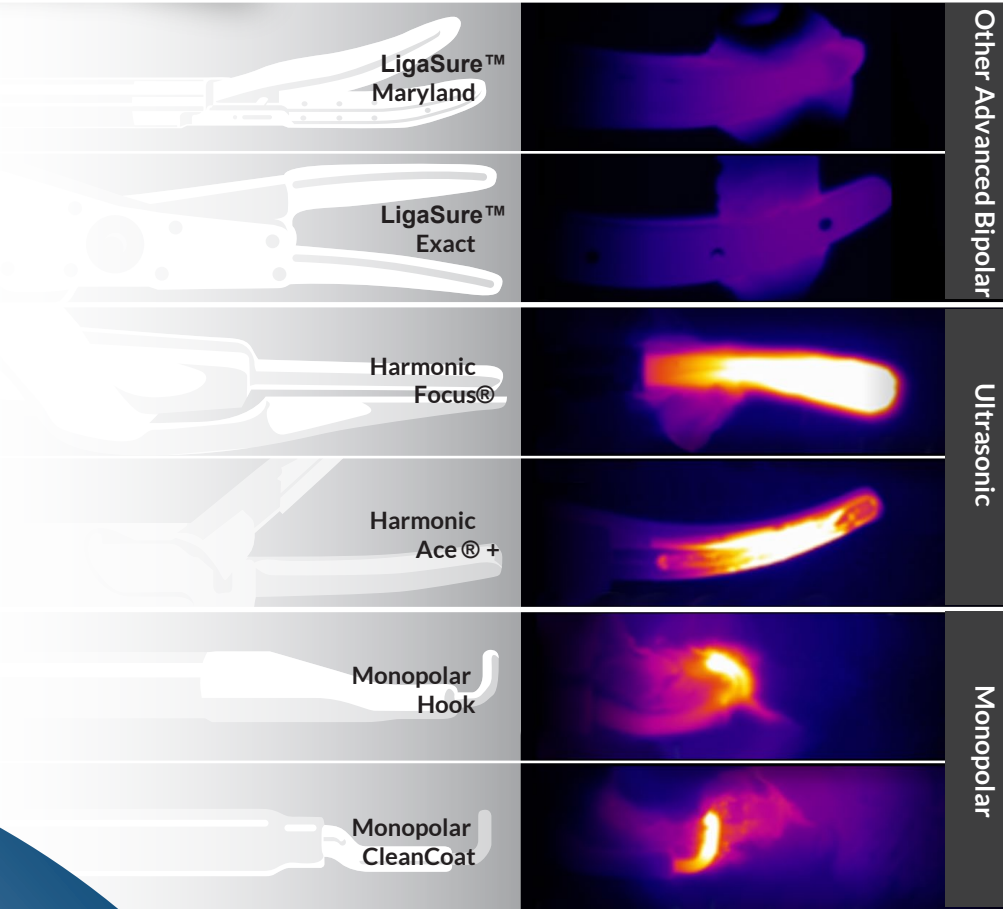 LigaSure™
Maryland
LigaSure™
Exact
Other Advanced Bipolar
Harmonic
Focus®
Harmonic
Ace ® +
Ultrasonic
Monopolar
Hook
Monopolar
CleanCoat
Monopolar